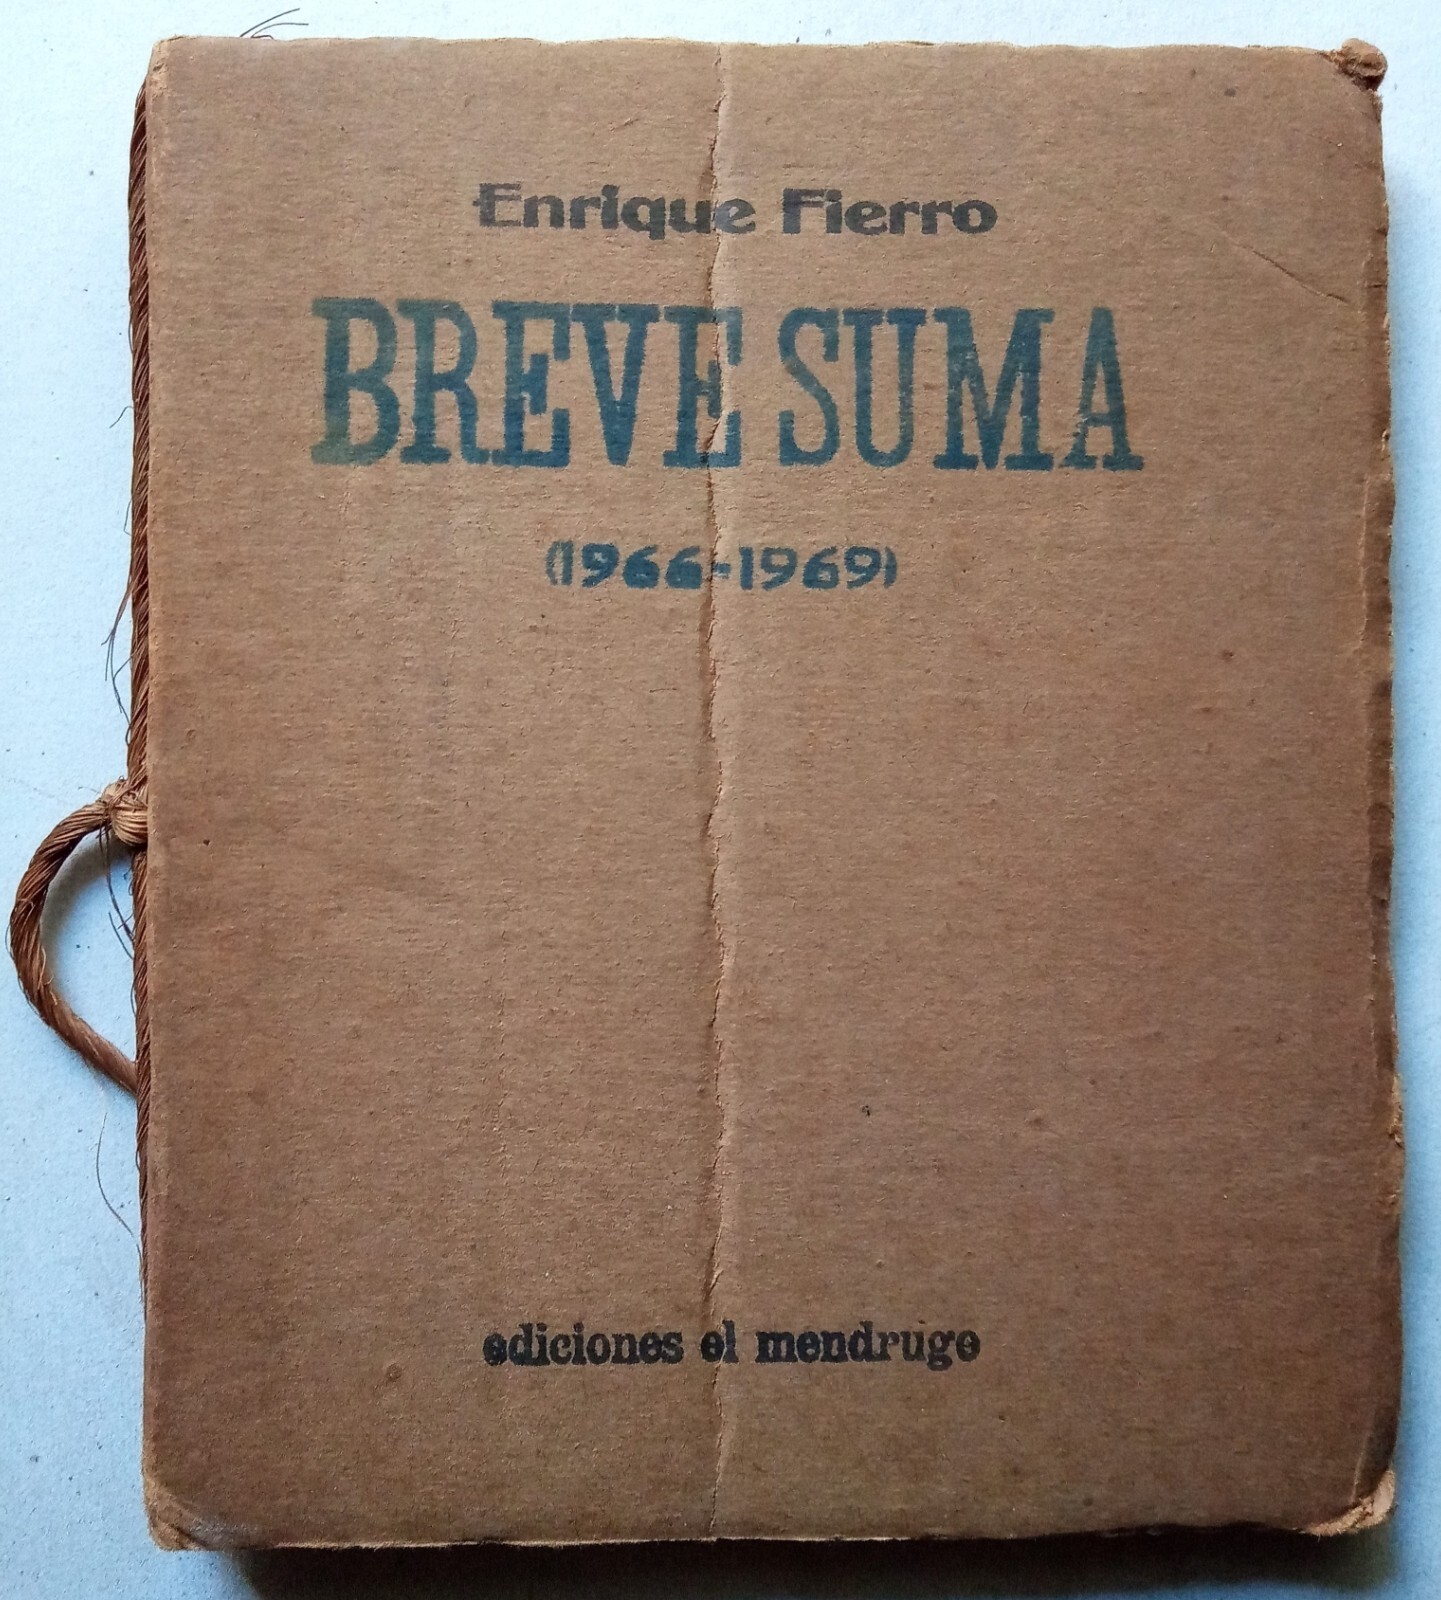 Enrique Fierro
BREVE SUMA
(1966-1969)
ediciones el mendrugo